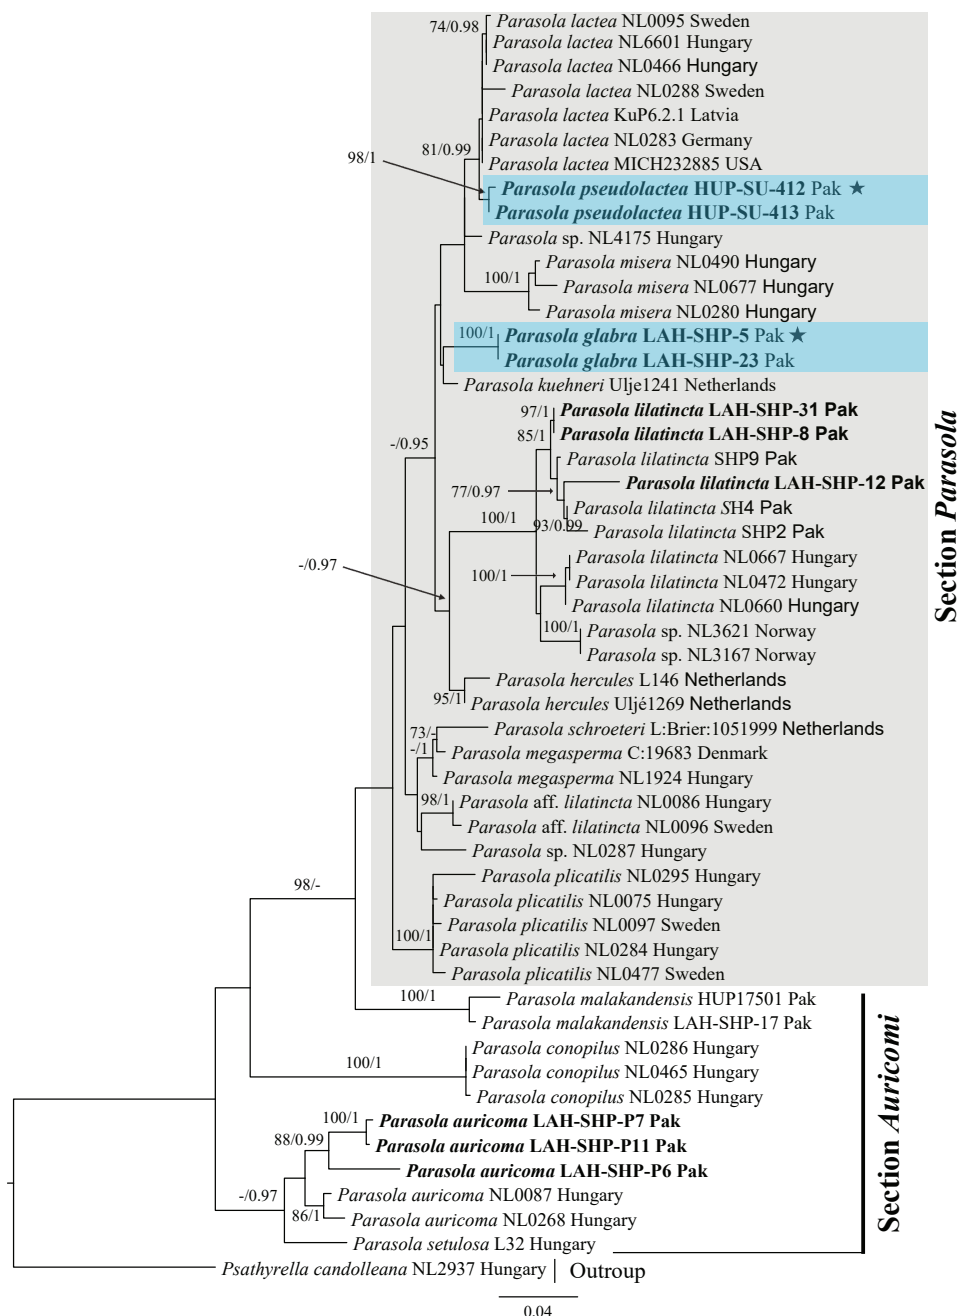 74/0.98
Parasola lactea NL0095 Sweden
Parasola lactea NL6601 Hungary
Parasola lactea NL0466 Hungary
Parasola lactea NL0288 Sweden
Parasola lactea KuP6.2.1 Latvia
Parasola lactea NL0283 Germany
81/0.99
98/1
Parasola lactea MICH232885 USA
Parasola pseudolactea HUP-SU-412 Pak ★
Parasola pseudolactea HUP-SU-413 Pak
Parasola sp. NL4175 Hungary
Parasola misera NL0490 Hungary
100/1
Parasola misera NL0677 Hungary
Parasola misera NL0280 Hungary
100/1
Parasola glabra LAH-SHP-5 Pak ★
Parasola glabra LAH-SHP-23 Pak
Parasola kuehneri Ulje1241 Netherlands
97/1
Parasola lilatincta LAH-SHP-31 Pak
85/1
Parasola lilatincta LAH-SHP-8 Pak
-/0.95
Parasola lilatincta SHP9 Pak
77/0.97
Parasola lilatincta LAH-SHP-12 Pak
Parasola lilatincta SH4 Pak
100/1
93/0.99
Parasola lilatincta SHP2 Pak
Parasola lilatincta NL0667 Hungary
-/0.97
100/1
Parasola lilatincta NL0472 Hungary
Parasola lilatincta NL0660 Hungary
100/1
Parasola sp. NL3621 Norway
Parasola sp. NL3167 Norway
Parasola hercules L146 Netherlands
95/1
Parasola hercules Uljé1269 Netherlands
Parasola schroeteri L:Brier:1051999 Netherlands
73/-
-/1
Parasola megasperma C:19683 Denmark
Parasola megasperma NL1924 Hungary
98/1
Parasola aff. lilatincta NL0086 Hungary
Parasola aff. lilatincta NL0096 Sweden
Parasola sp. NL0287 Hungary
Parasola plicatilis NL0295 Hungary
98/-
Parasola plicatilis NL0075 Hungary
Parasola plicatilis NL0097 Sweden
100/1
Parasola plicatilis NL0284 Hungary
Parasola plicatilis NL0477 Sweden
Section Parasola
100/1
Parasola malakandensis HUP17501 Pak
Parasola malakandensis LAH-SHP-17 Pak
Parasola conopilus NL0286 Hungary
100/1
Parasola conopilus NL0465 Hungary
Parasola conopilus NL0285 Hungary
100/1
Parasola auricoma LAH-SHP-P7 Pak
88/0.99
Parasola auricoma LAH-SHP-P11 Pak
Parasola auricoma LAH-SHP-P6 Pak
-/0.97
Parasola auricoma NL0087 Hungary
86/1
Parasola auricoma NL0268 Hungary
Parasola setulosa L32 Hungary
Section Auricomi
Psathyrella candolleana NL2937 Hungary
Outroup
0.04